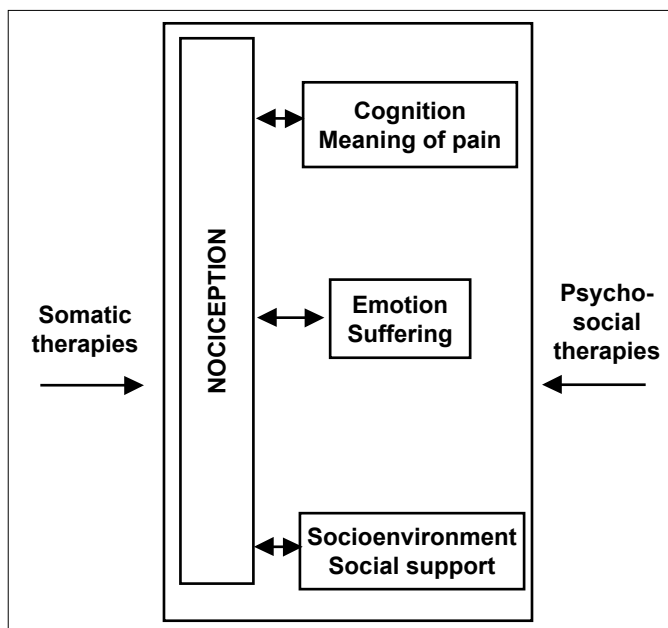 Somatic
therapies
NOCICEPTION
Cognition
Meaning of pain
Emotion
Suffering
Socioenvironment
Social support
Psycho-
social
therapies